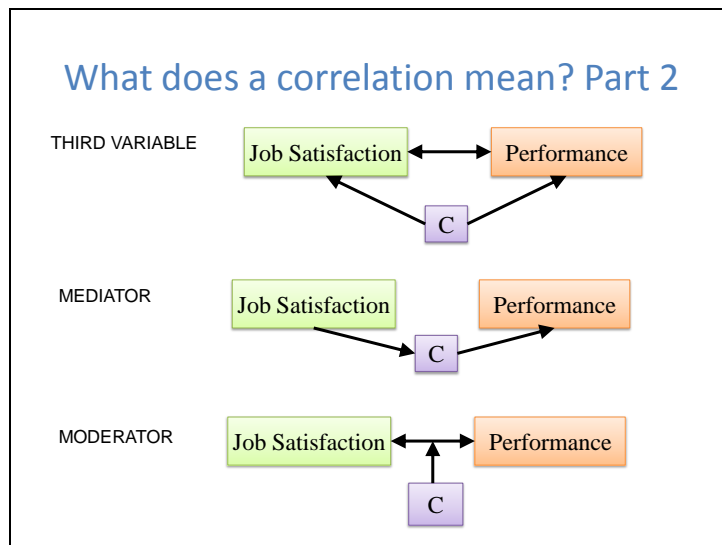 What does a correlation mean? Part 2
THIRD VARIABLE
Job Satisfaction
Performance
C
MEDIATOR
Job Satisfaction
Performance
C
MODERATOR
Job Satisfaction
Performance
C